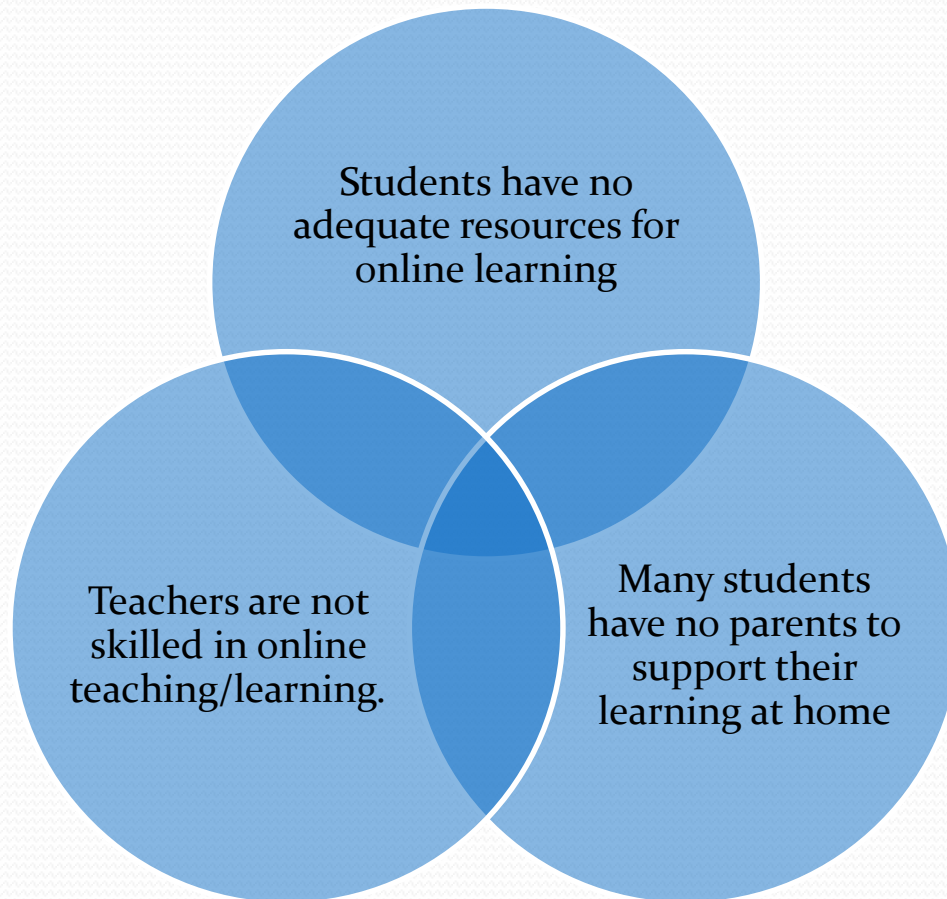 Students have no
adequate resources for
online learning
Teachers are not
skilled in online
teaching/learning.
Many students
have no parents to
support their
learning at home